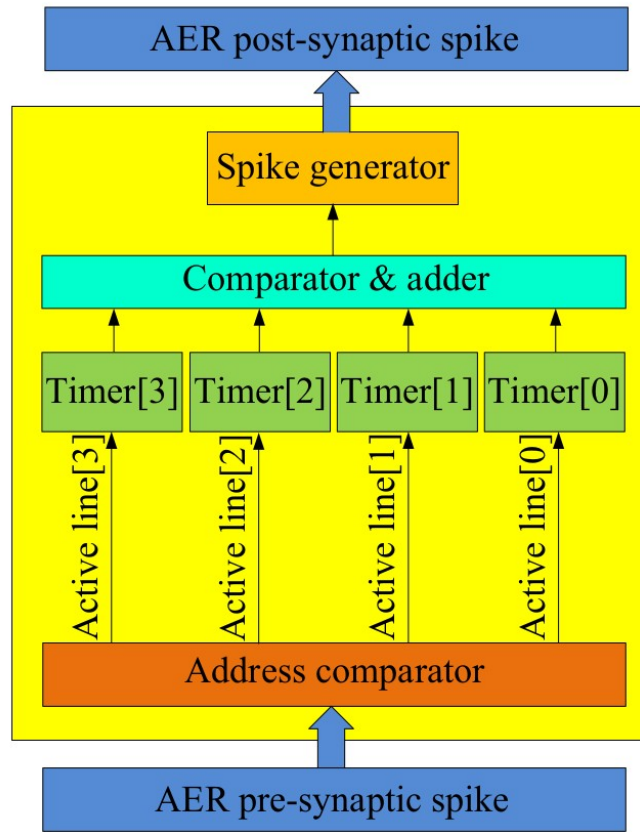 AER post-synaptic spike
Spike generator
Comparator & adder
Timer[3]
Timer[2]
Timer[1]
Timer[0]
Active line[3]
Active line[2]
Active line[1]
Active line[0]
Address comparator
AER pre-synaptic spike